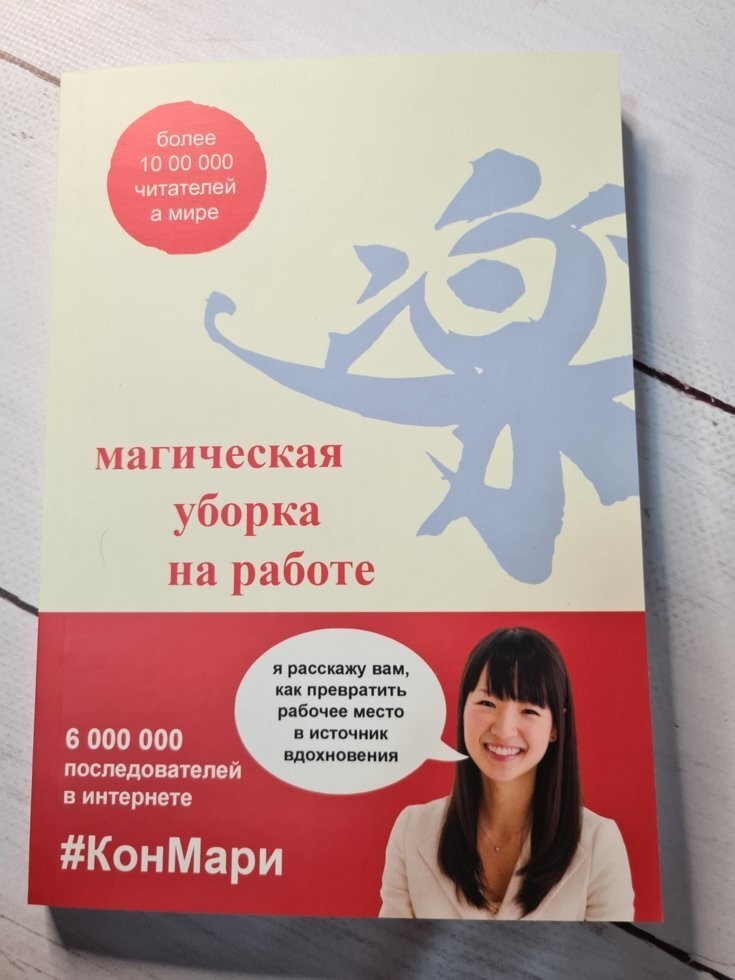 более
10 00 000
читателей
а мире
楽
магическая
уборка
на работе
я расскажу вам,
как превратить
рабочее место
в источник
вдохновения
6 000 000
последователей
в интернете
#КонМари